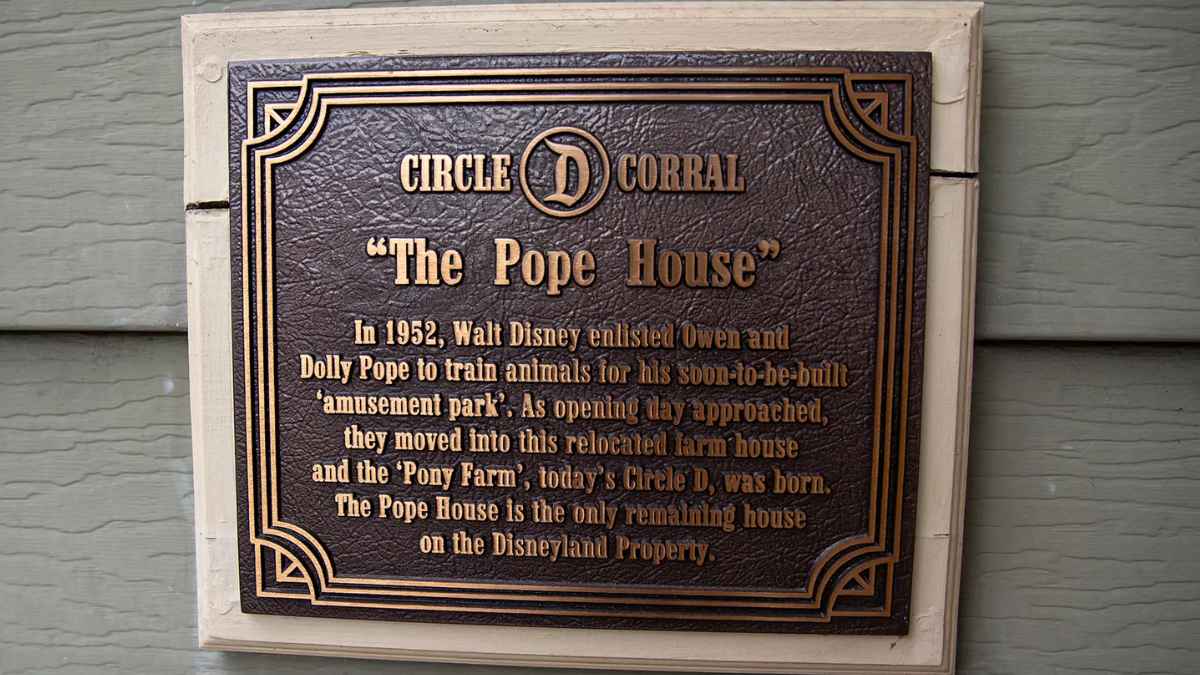 CIRCLE D CORRAL
“The Pope House”
In 1952, Walt Disney enlisted Owen and
Dolly Pope to train animals for his soon-to-be-built
‘amusement park’. As opening day approached,
they moved into this relocated farm house
and the ‘Pony Farm’, today’s Circle D, was born.
The Pope House is the only remaining house
on the Disneyland Property.